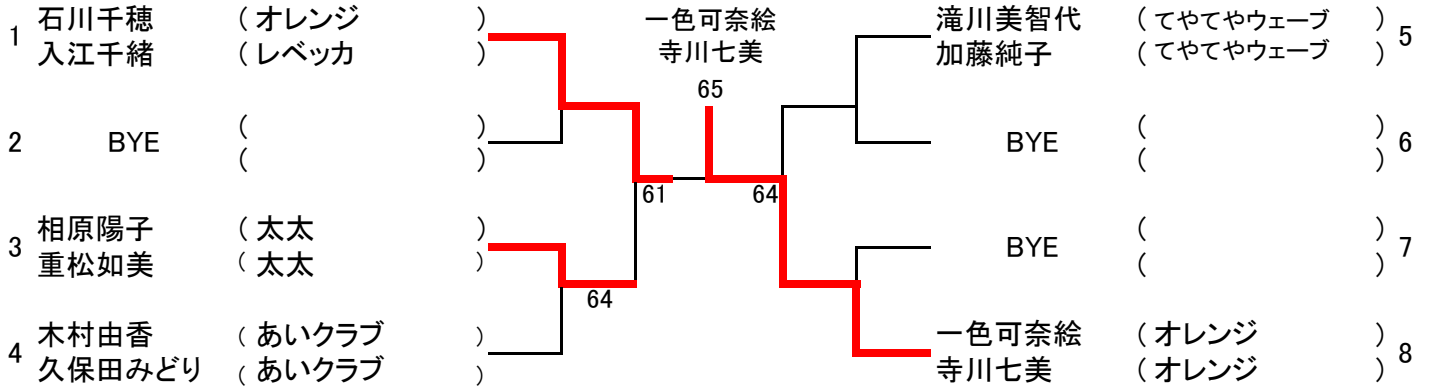 1 石川千穂 ( オレンジ )
入江千緒 ( レベッカ )
2 BYE ( )
( )
3 相原陽子 ( 太太 )
重松如美 ( 太太 )
4 木村由香 ( あいクラブ )
久保田みどり ( あいクラブ )
61
64
一色可奈絵
寺川七美
65
64
滝川美智代 ( てやてやウェーブ ) 5
加藤純子 ( てやてやウェーブ )
BYE ( ) 6
( )
BYE ( ) 7
( )
一色可奈絵 ( オレンジ ) 8
寺川七美 ( オレンジ )